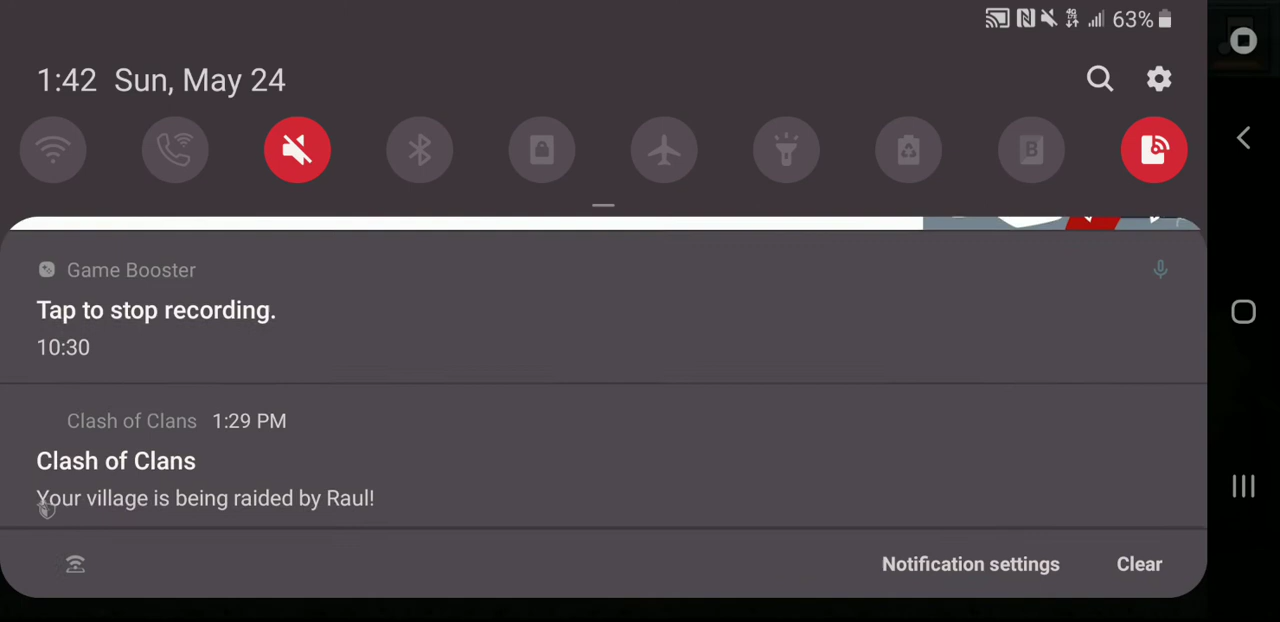 63%
1:42 Sun, May 24
B
Game Booster
Tap to stop recording.
10:30
Clash of Clans 1:29 PM
Clash of Clans
Your village is being raided by Raul!
Notification settings Clear